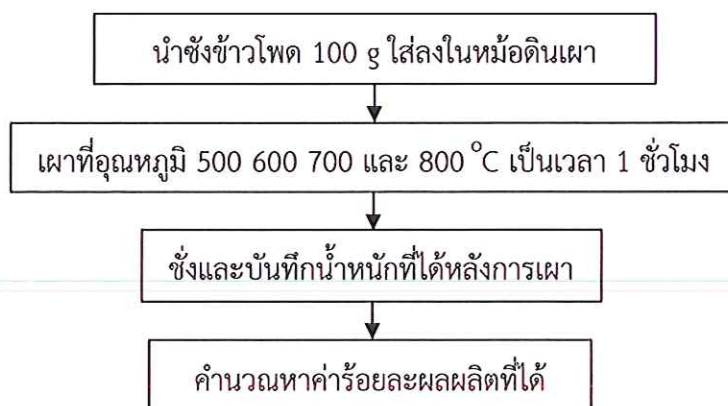 นำซังข้าวโพด 100 g ใส่ลงในหม้อดินเผา
เผาที่อุณหภูมิ 500 600 700 และ 800 °C เป็นเวลา 1 ชั่วโมง
ชั่งและบันทึกน้ำหนักที่ได้หลังการเผา
คำนวณหาค่าร้อยละผลผลิตที่ได้